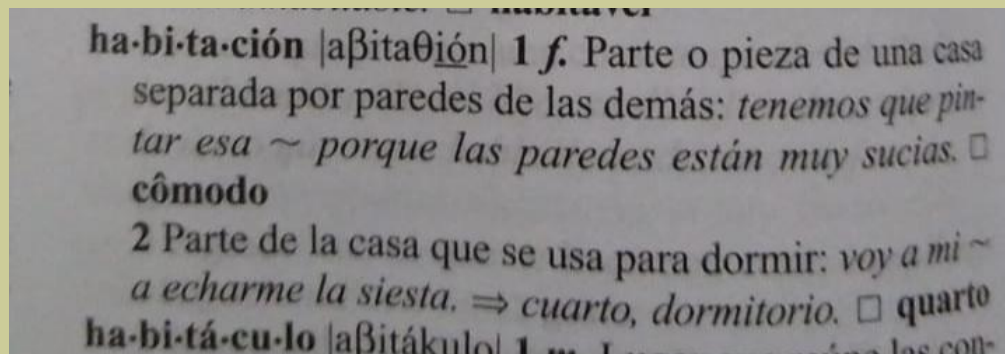 ha·bi·ta·ción |aβitaθión| 1 f. Parte o pieza de una casa
separada por paredes de las demás: tenemos que pin-
tar esa ~ porque las paredes están muy sucias. □
cômodo
2 Parte de la casa que se usa para dormir: voy a mi ~
a echarme la siesta. ⇒ cuarto, dormitorio. □ quarto
ha·bi·tá·cu·lo |aβitákulo| 1